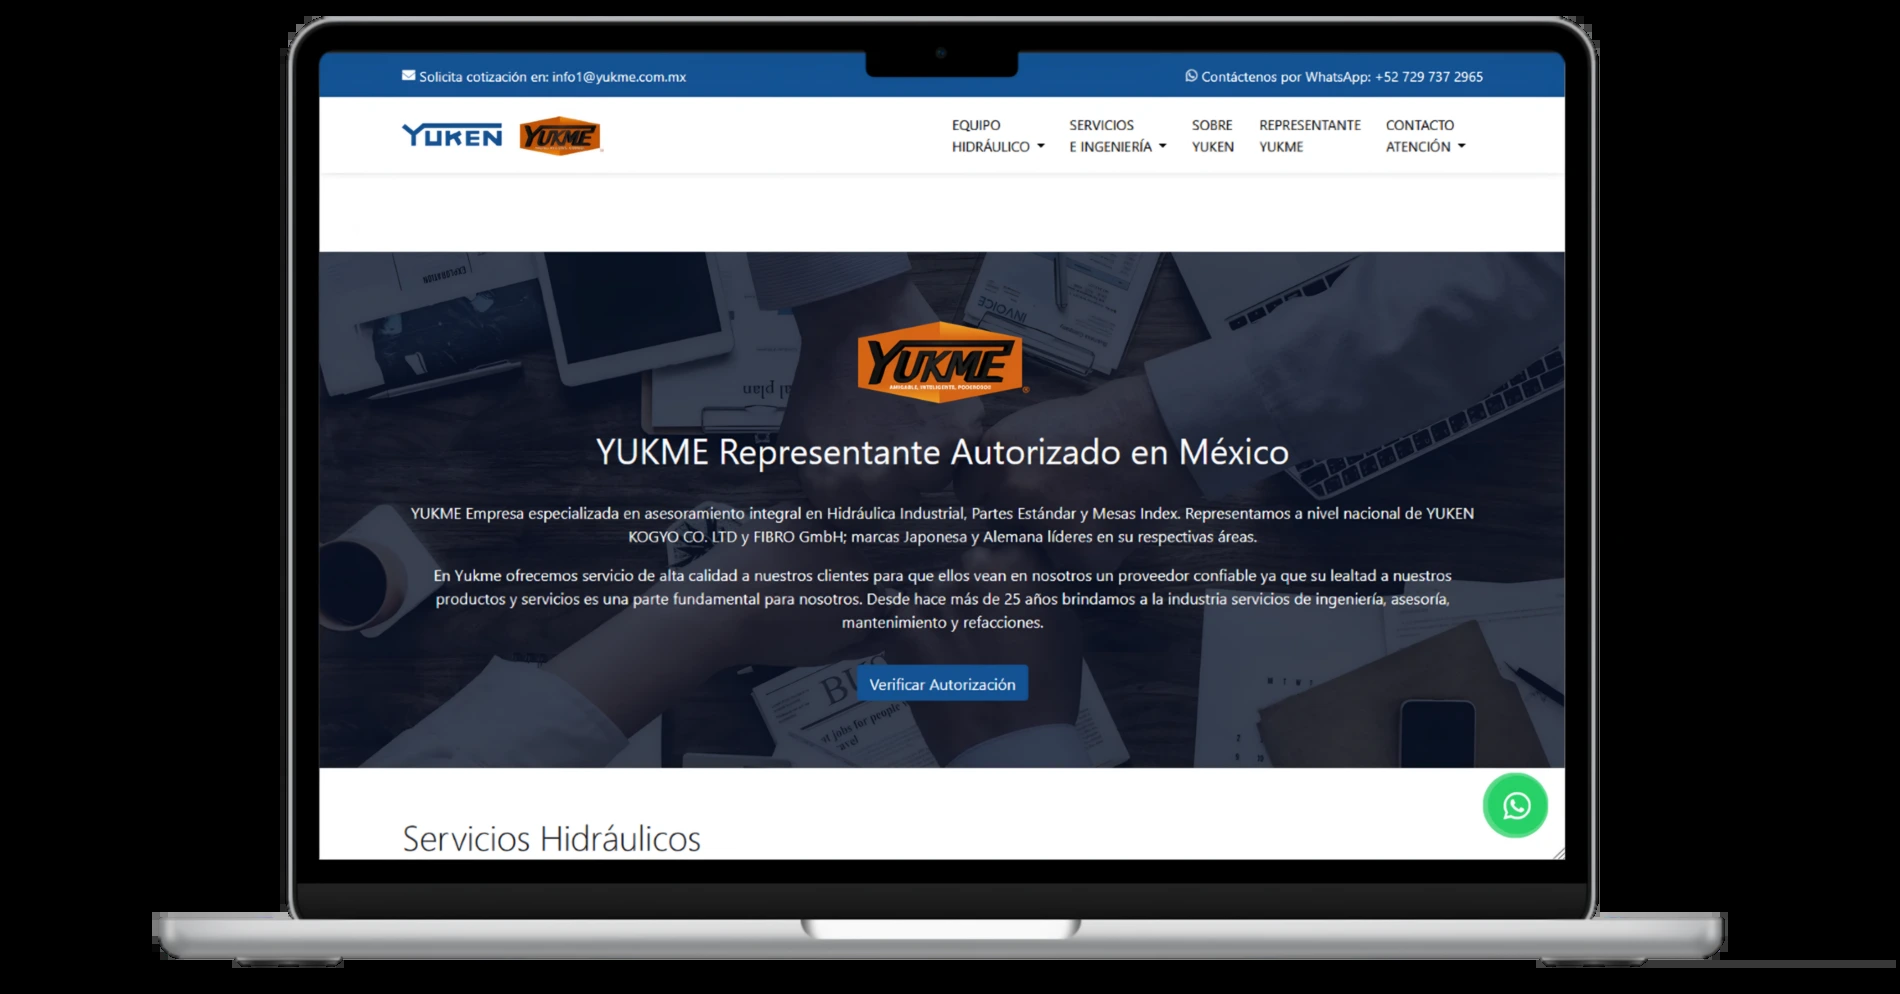 Solicita cotización en: info1@yukme.com.mx
Contáctenos por WhatsApp: +52 729 737 2965
YUKEN YUKME
EQUIPO
HIDRÁULICO
SERVICIOS
E INGENIERÍA
SOBRE
YUKEN
REPRESENTANTE
YUKME
CONTACTO
ATENCIÓN
EXPLORATION
INVOICE
YUKME
AMIGABLE, INTELIGENTE, PODEROSO
®
YUKME Representante Autorizado en México
YUKME Empresa especializada en asesoramiento integral en Hidráulica Industrial, Partes Estándar y Mesas Index. Representamos a nivel nacional de YUKEN
KOGYO CO. LTD y FIBRO GmbH; marcas Japonesa y Alemana líderes en su respectivas áreas.
En Yukme ofrecemos servicio de alta calidad a nuestros clientes para que ellos vean en nosotros un proveedor confiable ya que su lealtad a nuestros
productos y servicios es una parte fundamental para nosotros. Desde hace más de 25 años brindamos a la industria servicios de ingeniería, asesoría,
mantenimiento y refacciones.
Verificar Autorización
jobs for people
Servicios Hidráulicos